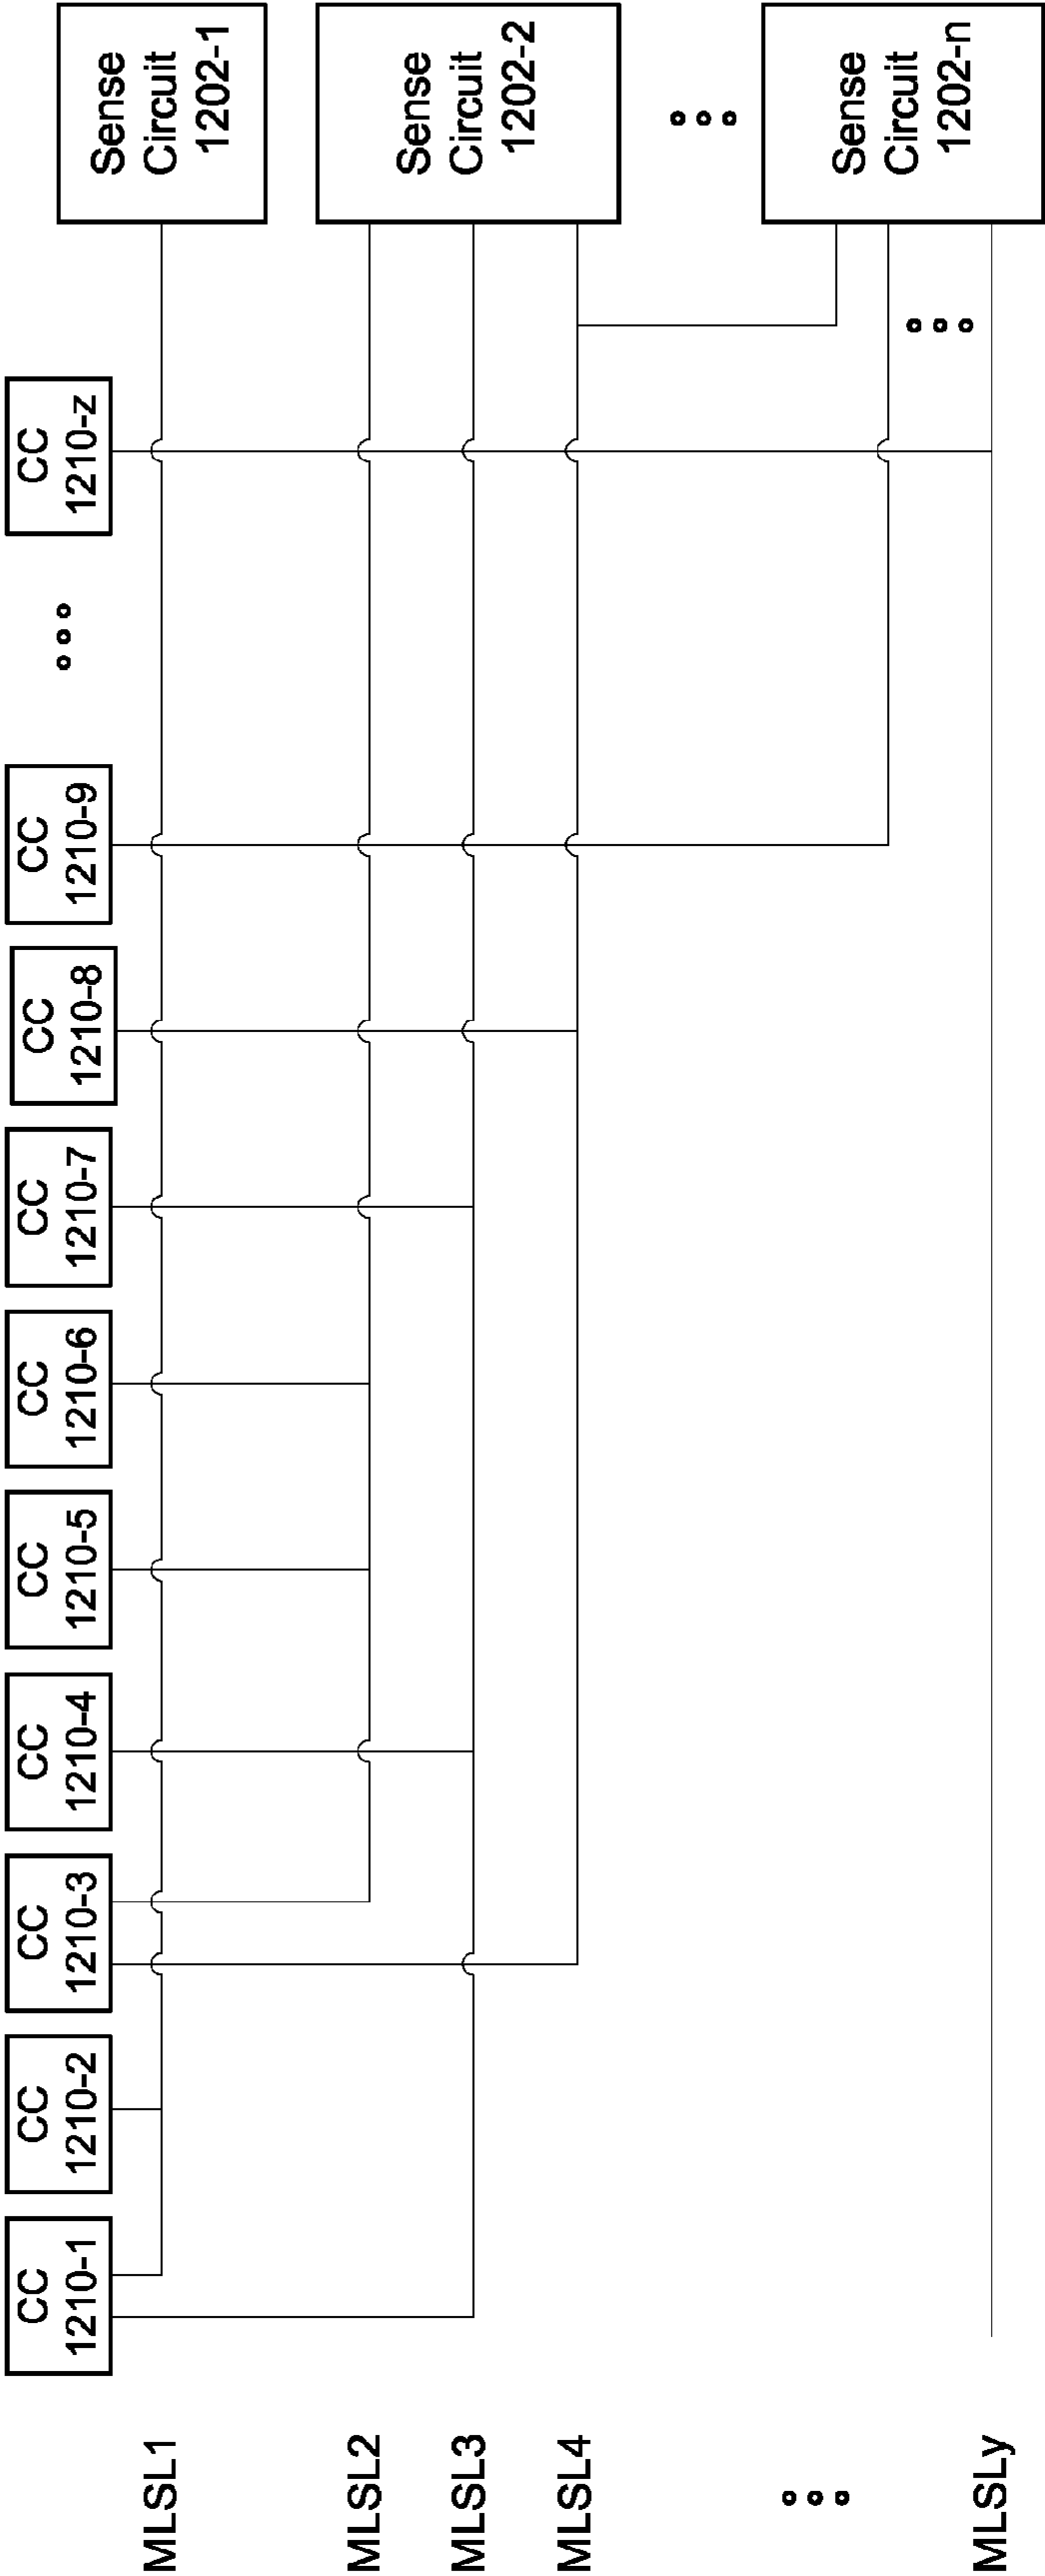 CC
1210-1
CC
1210-2
CC
1210-3
CC
1210-4
CC
1210-5
CC
1210-6
CC
1210-7
CC
1210-8
CC
1210-9
CC
1210-z
MLSL1
MLSL2
MLSL3
MLSL4
MLSLy
Sense
Circuit
1202-1
Sense
Circuit
1202-2
Sense
Circuit
1202-n